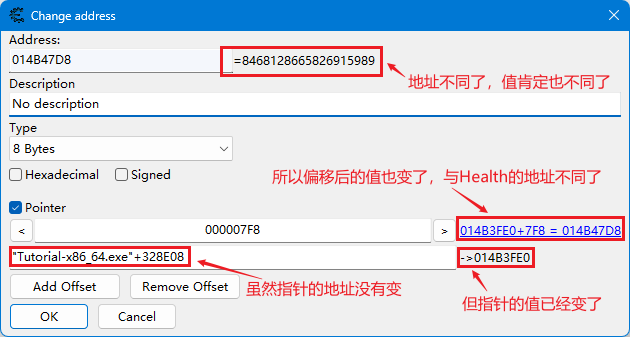 Change address
Address:
014B47D8 =8468128665826915989
地址不同了，值肯定也不同了
Description
No description
Type
8 Bytes
所以偏移后的值也变了，与Health的地址不同了
Hexadecimal Signed
Pointer
< 000007F8 > 014B3FE0+7F8 = 014B47D8
"Tutorial-x86_64.exe"+328E08 ->014B3FE0
Add Offset Remove Offset 虽然指针的地址没有变 但指针的值已经变了
OK Cancel